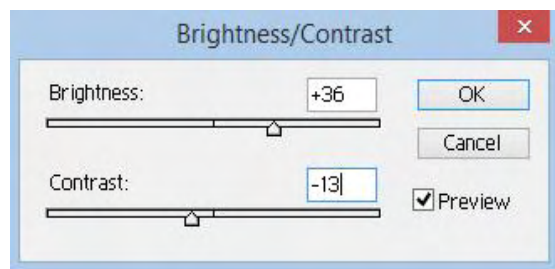 Brightness/Contrast
Brightness: +36
OK
Cancel
Contrast: -13
Preview